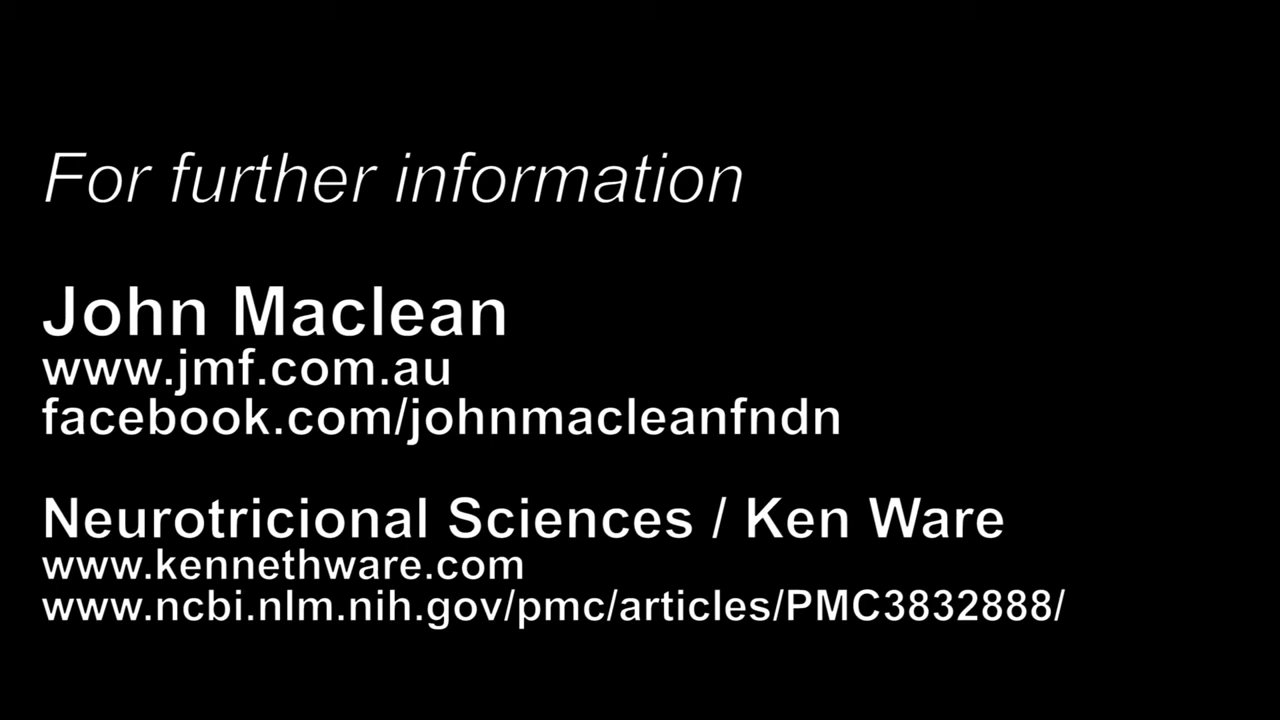 For further information
John Maclean
www.jmf.com.au
facebook.com/johnmacleanfndn
Neurotricional Sciences / Ken Ware
www.kennethware.com
www.ncbi.nlm.nih.gov/pmc/articles/PMC3832888/